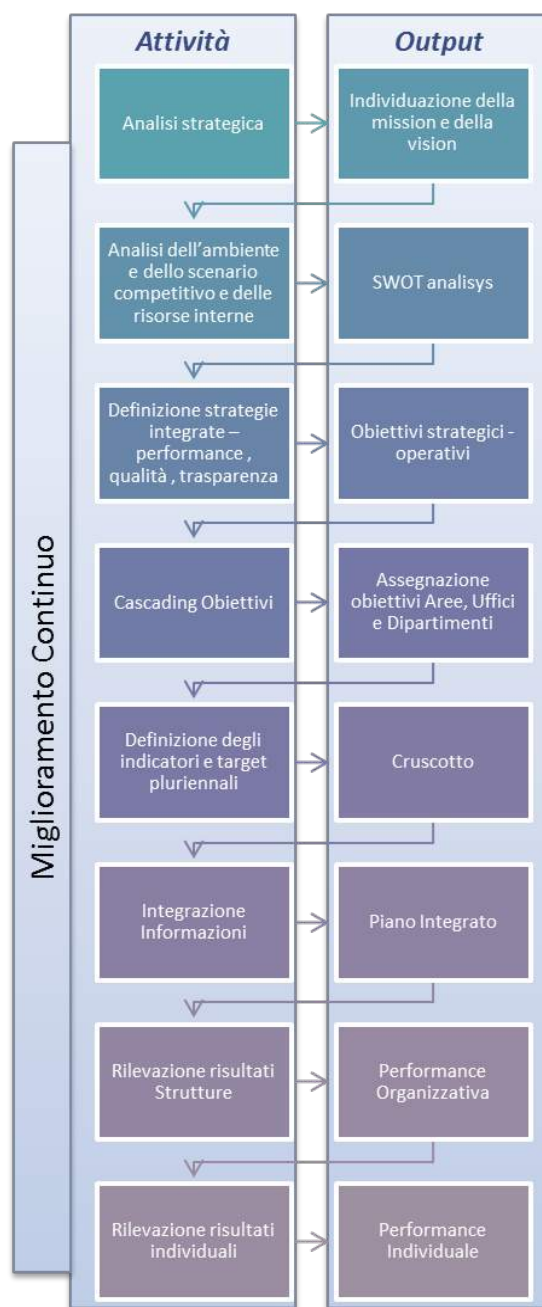 Attività
Output
Analisi strategica
Individuazione della
mission e della
vision
Analisi dell’ambiente
e dello scenario
competitivo e delle
risorse interne
SWOT analisys
Definizione strategie
integrate –
performance ,
qualità , trasparenza
Obiettivi strategici -
operativi
Cascading Obiettivi
Assegnazione
obiettivi Aree, Uffici
e Dipartimenti
Definizione degli
indicatori e target
pluriennali
Cruscotto
Integrazione
Informazioni
Piano Integrato
Rilevazione risultati
Strutture
Performance
Organizzativa
Rilevazione risultati
individuali
Performance
Individuale
Miglioramento Continuo